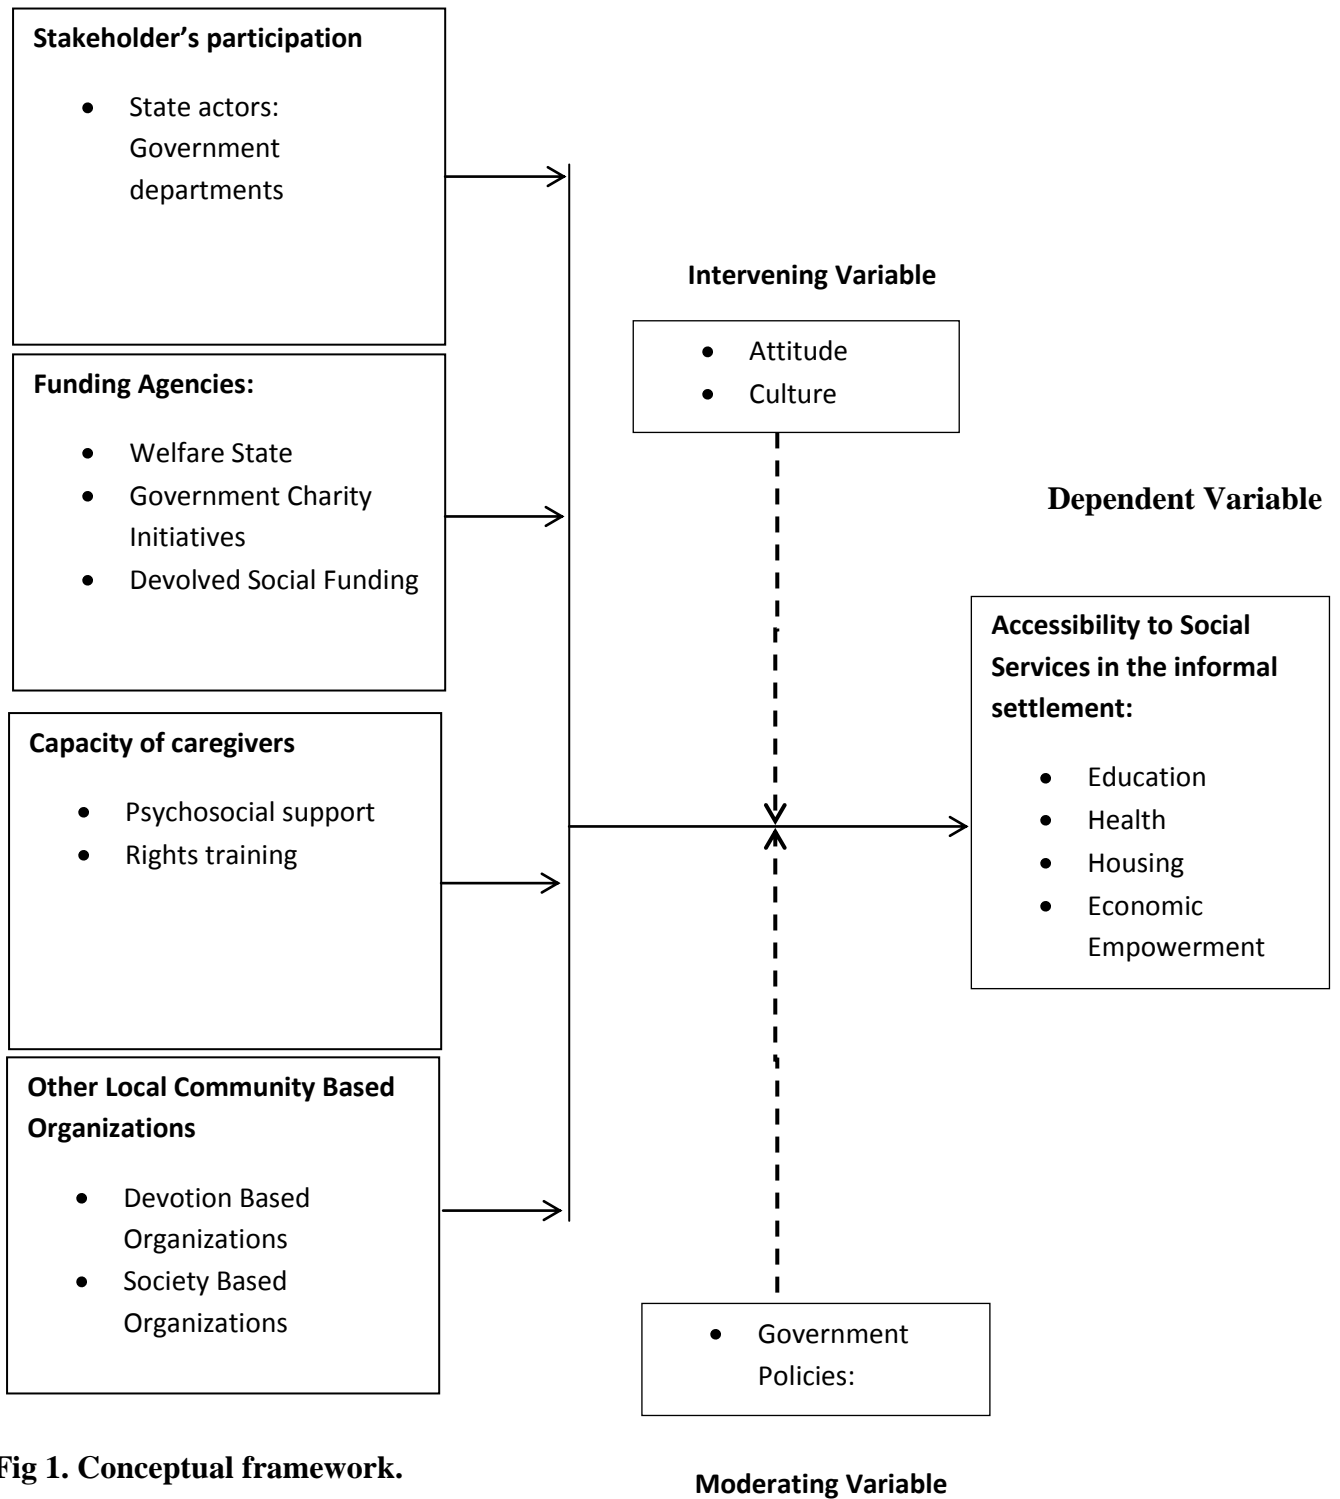 Stakeholder’s participation
• State actors:
Government
departments
Funding Agencies:
• Welfare State
• Government Charity
Initiatives
• Devolved Social Funding
Capacity of caregivers
• Psychosocial support
• Rights training
Other Local Community Based
Organizations
• Devotion Based
Organizations
• Society Based
Organizations
Intervening Variable
• Attitude
• Culture
Dependent Variable
Accessibility to Social
Services in the informal
settlement:
• Education
• Health
• Housing
• Economic
Empowerment
• Government
Policies:
Moderating Variable
Fig 1. Conceptual framework.